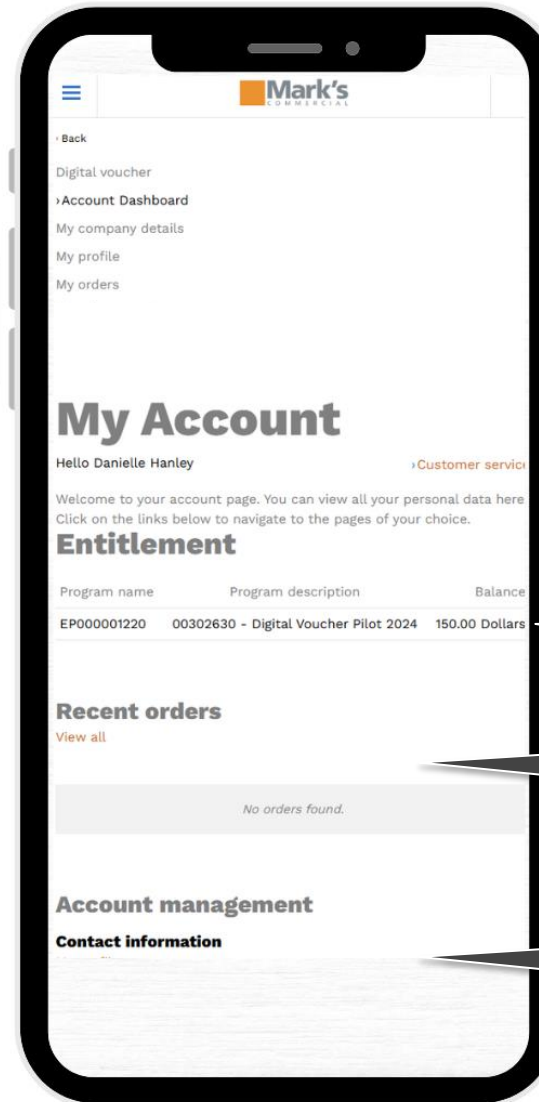 Mark's
COMMERCIAL
‹ Back
Digital voucher
›Account Dashboard
My company details
My profile
My orders
My Account
Hello Danielle Hanley ›Customer service
Welcome to your account page. You can view all your personal data here
Click on the links below to navigate to the pages of your choice.
Entitlement
Program name Program description Balance
EP000001220 00302630 - Digital Voucher Pilot 2024 150.00 Dollars
Recent orders
View all
No orders found.
Account management
Contact information